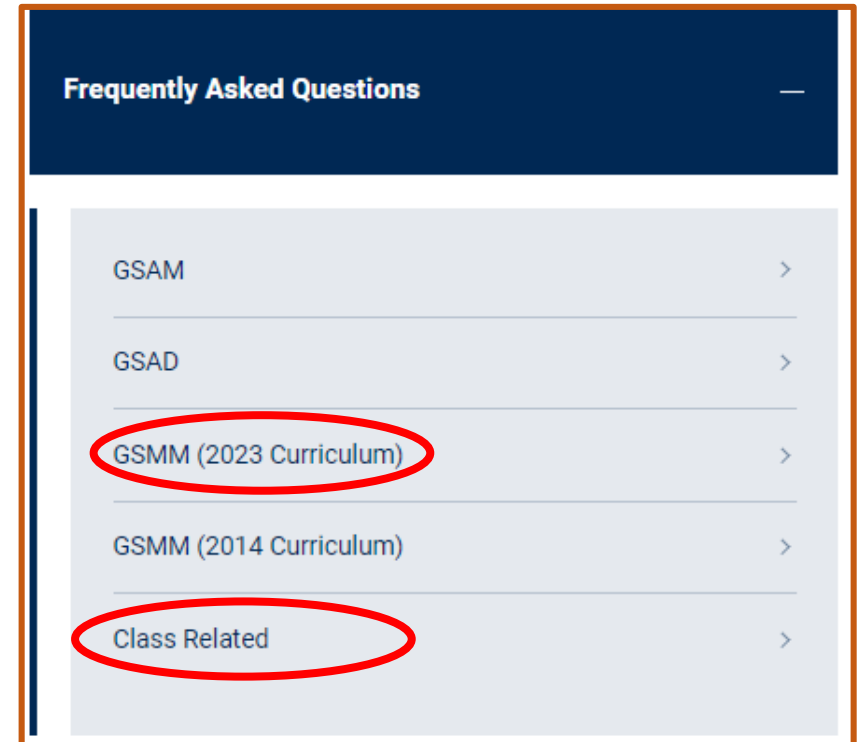 Frequently Asked Questions
GSAM
GSAD
GSMM (2023 Curriculum)
GSMM (2014 Curriculum)
Class Related